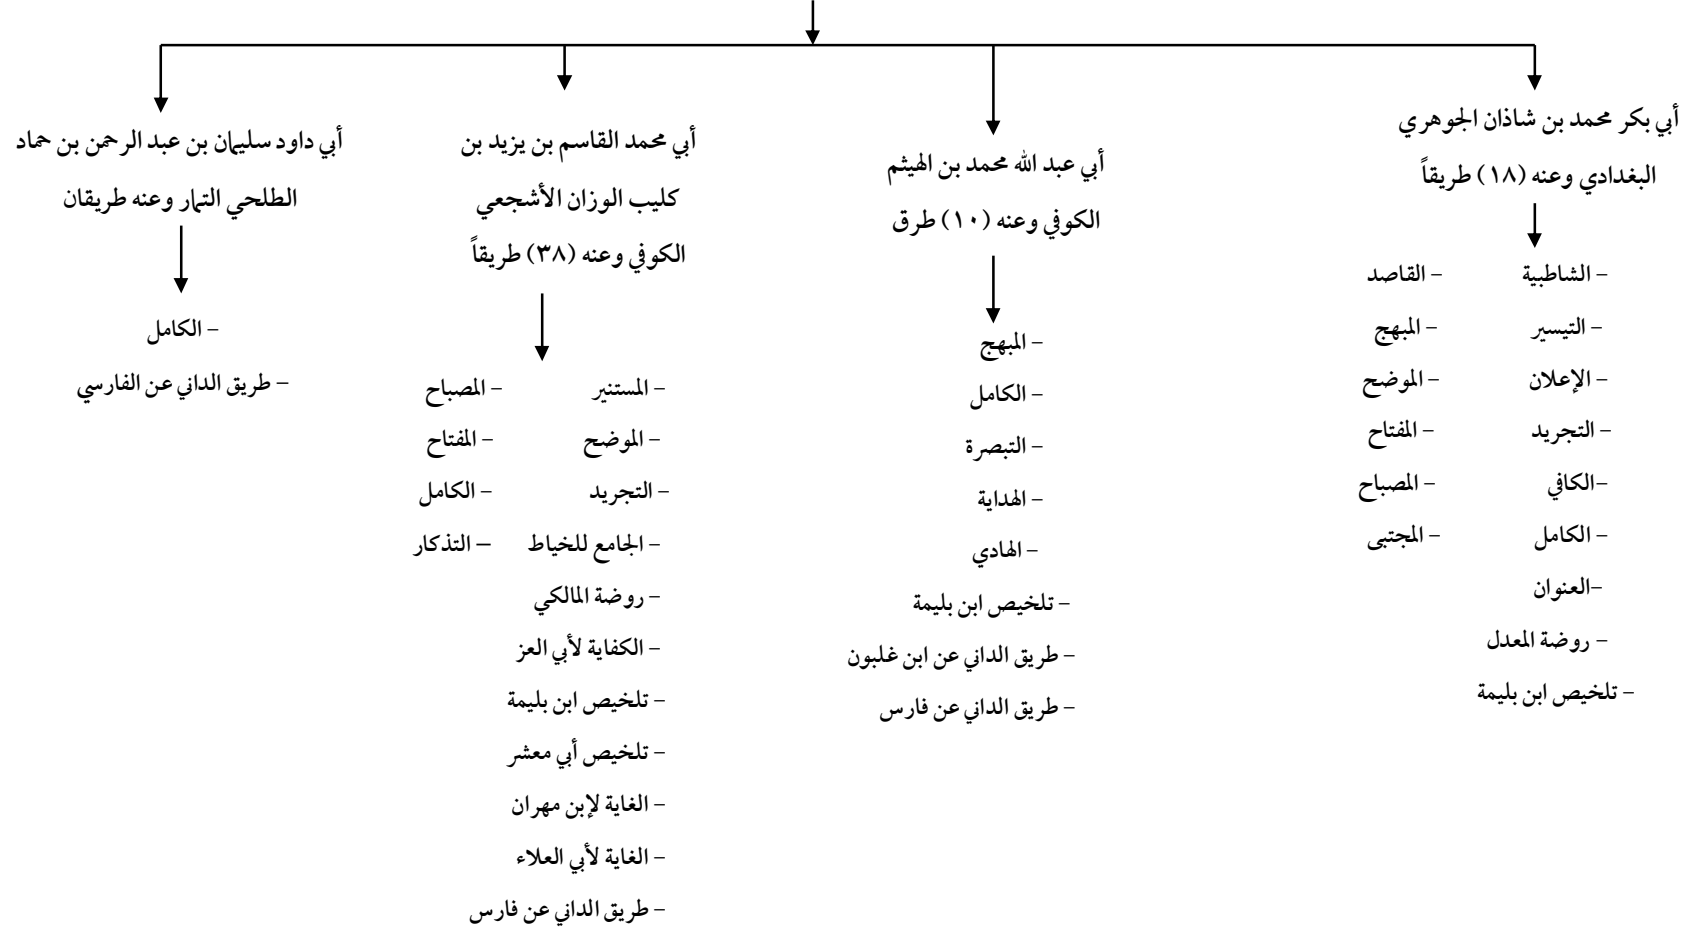 أبي بكر محمد بن شاذان الجوهري
البغدادي وعنه (١٨) طريقاً
– الشاطبية – القاصد
– التيسير – المبهج
– الإعلان – الموضح
– التجريد – المفتاح
–الكافي – المصباح
– الكامل – المجتبى
–العنوان
– روضة المعدل
– تلخيص ابن بليمة
أبي عبد الله محمد بن الهيثم
الكوفي وعنه (١٠) طرق
– المبهج
– الكامل
– التبصرة
– الهداية
– الهادي
– تلخيص ابن بليمة
– طريق الداني عن ابن غلبون
– طريق الداني عن فارس
أبي محمد القاسم بن يزيد بن
كليب الوزان الأشجعي
الكوفي وعنه (٣٨) طريقاً
– المستنير – المصباح
– الموضح – المفتاح
– التجريد – الكامل
– الجامع للخياط – التذكار
– روضة المالكي
– الكفاية لأبي العز
– تلخيص ابن بليمة
– تلخيص أبي معشر
– الغاية لإبن مهران
– الغاية لأبي العلاء
– طريق الداني عن فارس
أبي داود سليمان بن عبد الرحمن بن حماد
الطلحي التمار وعنه طريقان
– الكامل
– طريق الداني عن الفارسي